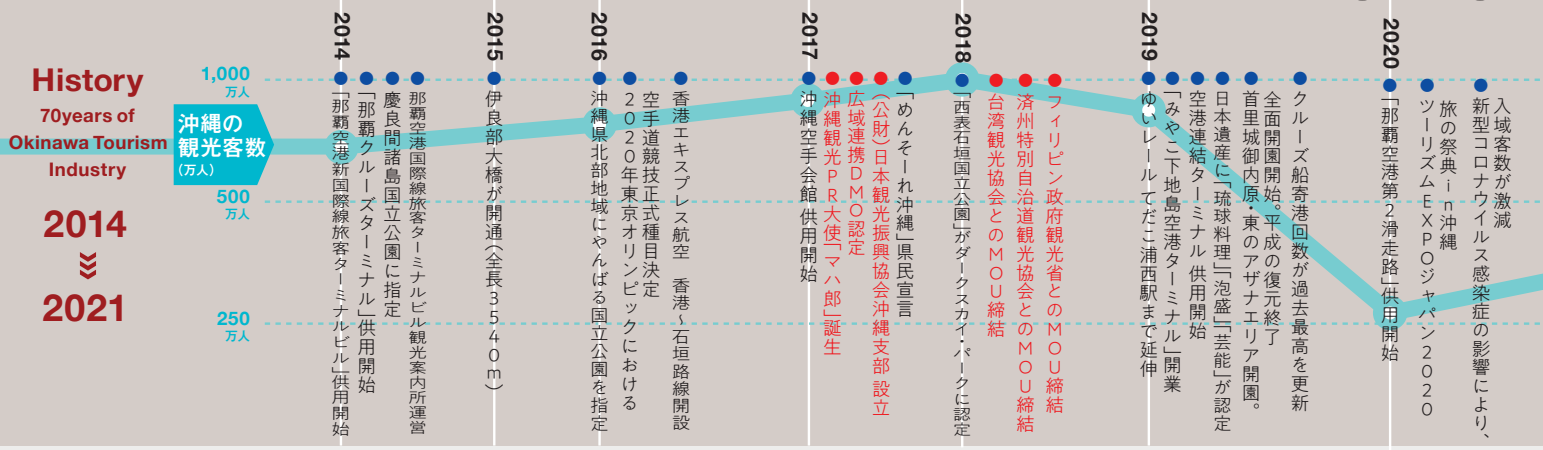 History
70years of
Okinawa Tourism
Industry
2014
2021
1,000
万人
沖縄の
観光客数
(万人)
500
万人
250
万人
2014
「那覇空港新国際線旅客ターミナルビル」供用開始
「那覇クルーズターミナル」供用開始
慶良間諸島国立公園に指定
那覇空港国際線旅客ターミナルビル観光案内所運営
2015
伊良部大橋が開通(全長3540m)
2016
沖縄県北部地域にやんばる国立公園を指定
2020年東京オリンピックにおける
空手道競技正式種目決定
香港エキスプレス航空 香港~石垣路線開設
2017
沖縄空手会館 供用開始
沖縄観光PR大使「マハ郎」誕生
広域連携DMO認定
(公財)日本観光振興協会沖縄支部 設立
「めんそーれ沖縄」県民宣言
2018
「西表石垣国立公園」がダークスカイ・パークに認定
台湾観光協会とのMOU締結
済州特別自治道観光協会とのMOU締結
フィリピン政府観光省とのMOU締結
2019
ゆいレール てだこ浦西駅まで延伸
「みやこ下地島空港ターミナル」開業
空港連結ターミナル 供用開始
日本遺産に「琉球料理」「泡盛」「芸能」が認定
首里城御内原・東のアザナエリア開園。
全面開園開始。平成の復元終了
クルーズ船寄港回数が過去最高を更新
2020
「那覇空港第2滑走路」供用開始
ツーリズムEXPOジャパン2020
旅の祭典in沖縄
新型コロナウイルス感染症の影響により、
入域客数が激減